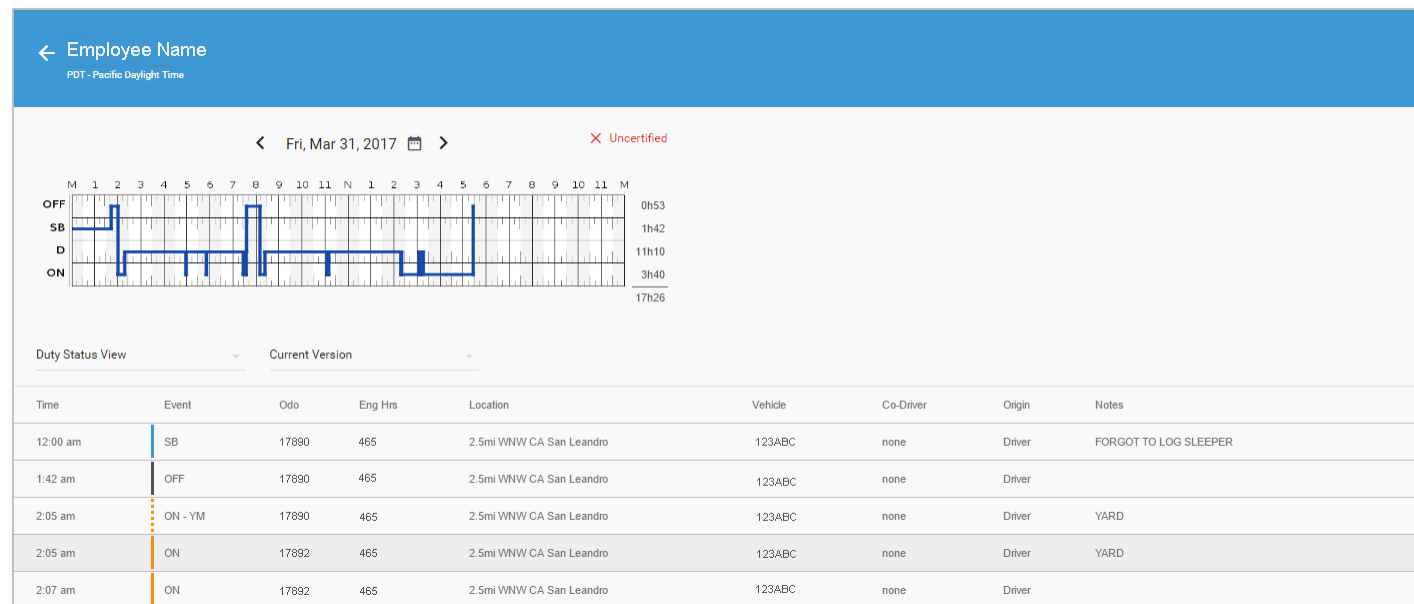 Employee Name
PDT - Pacific Daylight Time
Fri, Mar 31, 2017
Uncertified
M 1 2 3 4 5 6 7 8 9 10 11 N 1 2 3 4 5 6 7 8 9 10 11 M
OFF 0h53
SB 1h42
D 11h10
ON 3h40
17h26
Duty Status View Current Version
Time Event Odo Eng Hrs Location Vehicle Co-Driver Origin Notes
12:00 am SB 17890 465 2.5mi WNW CA San Leandro 123ABC none Driver FORGOT TO LOG SLEEPER
1:42 am OFF 17890 465 2.5mi WNW CA San Leandro 123ABC none Driver
2:05 am ON - YM 17890 465 2.5mi WNW CA San Leandro 123ABC none Driver YARD
2:05 am ON 17892 465 2.5mi WNW CA San Leandro 123ABC none Driver YARD
2:07 am ON 17892 465 2.5mi WNW CA San Leandro 123ABC none Driver